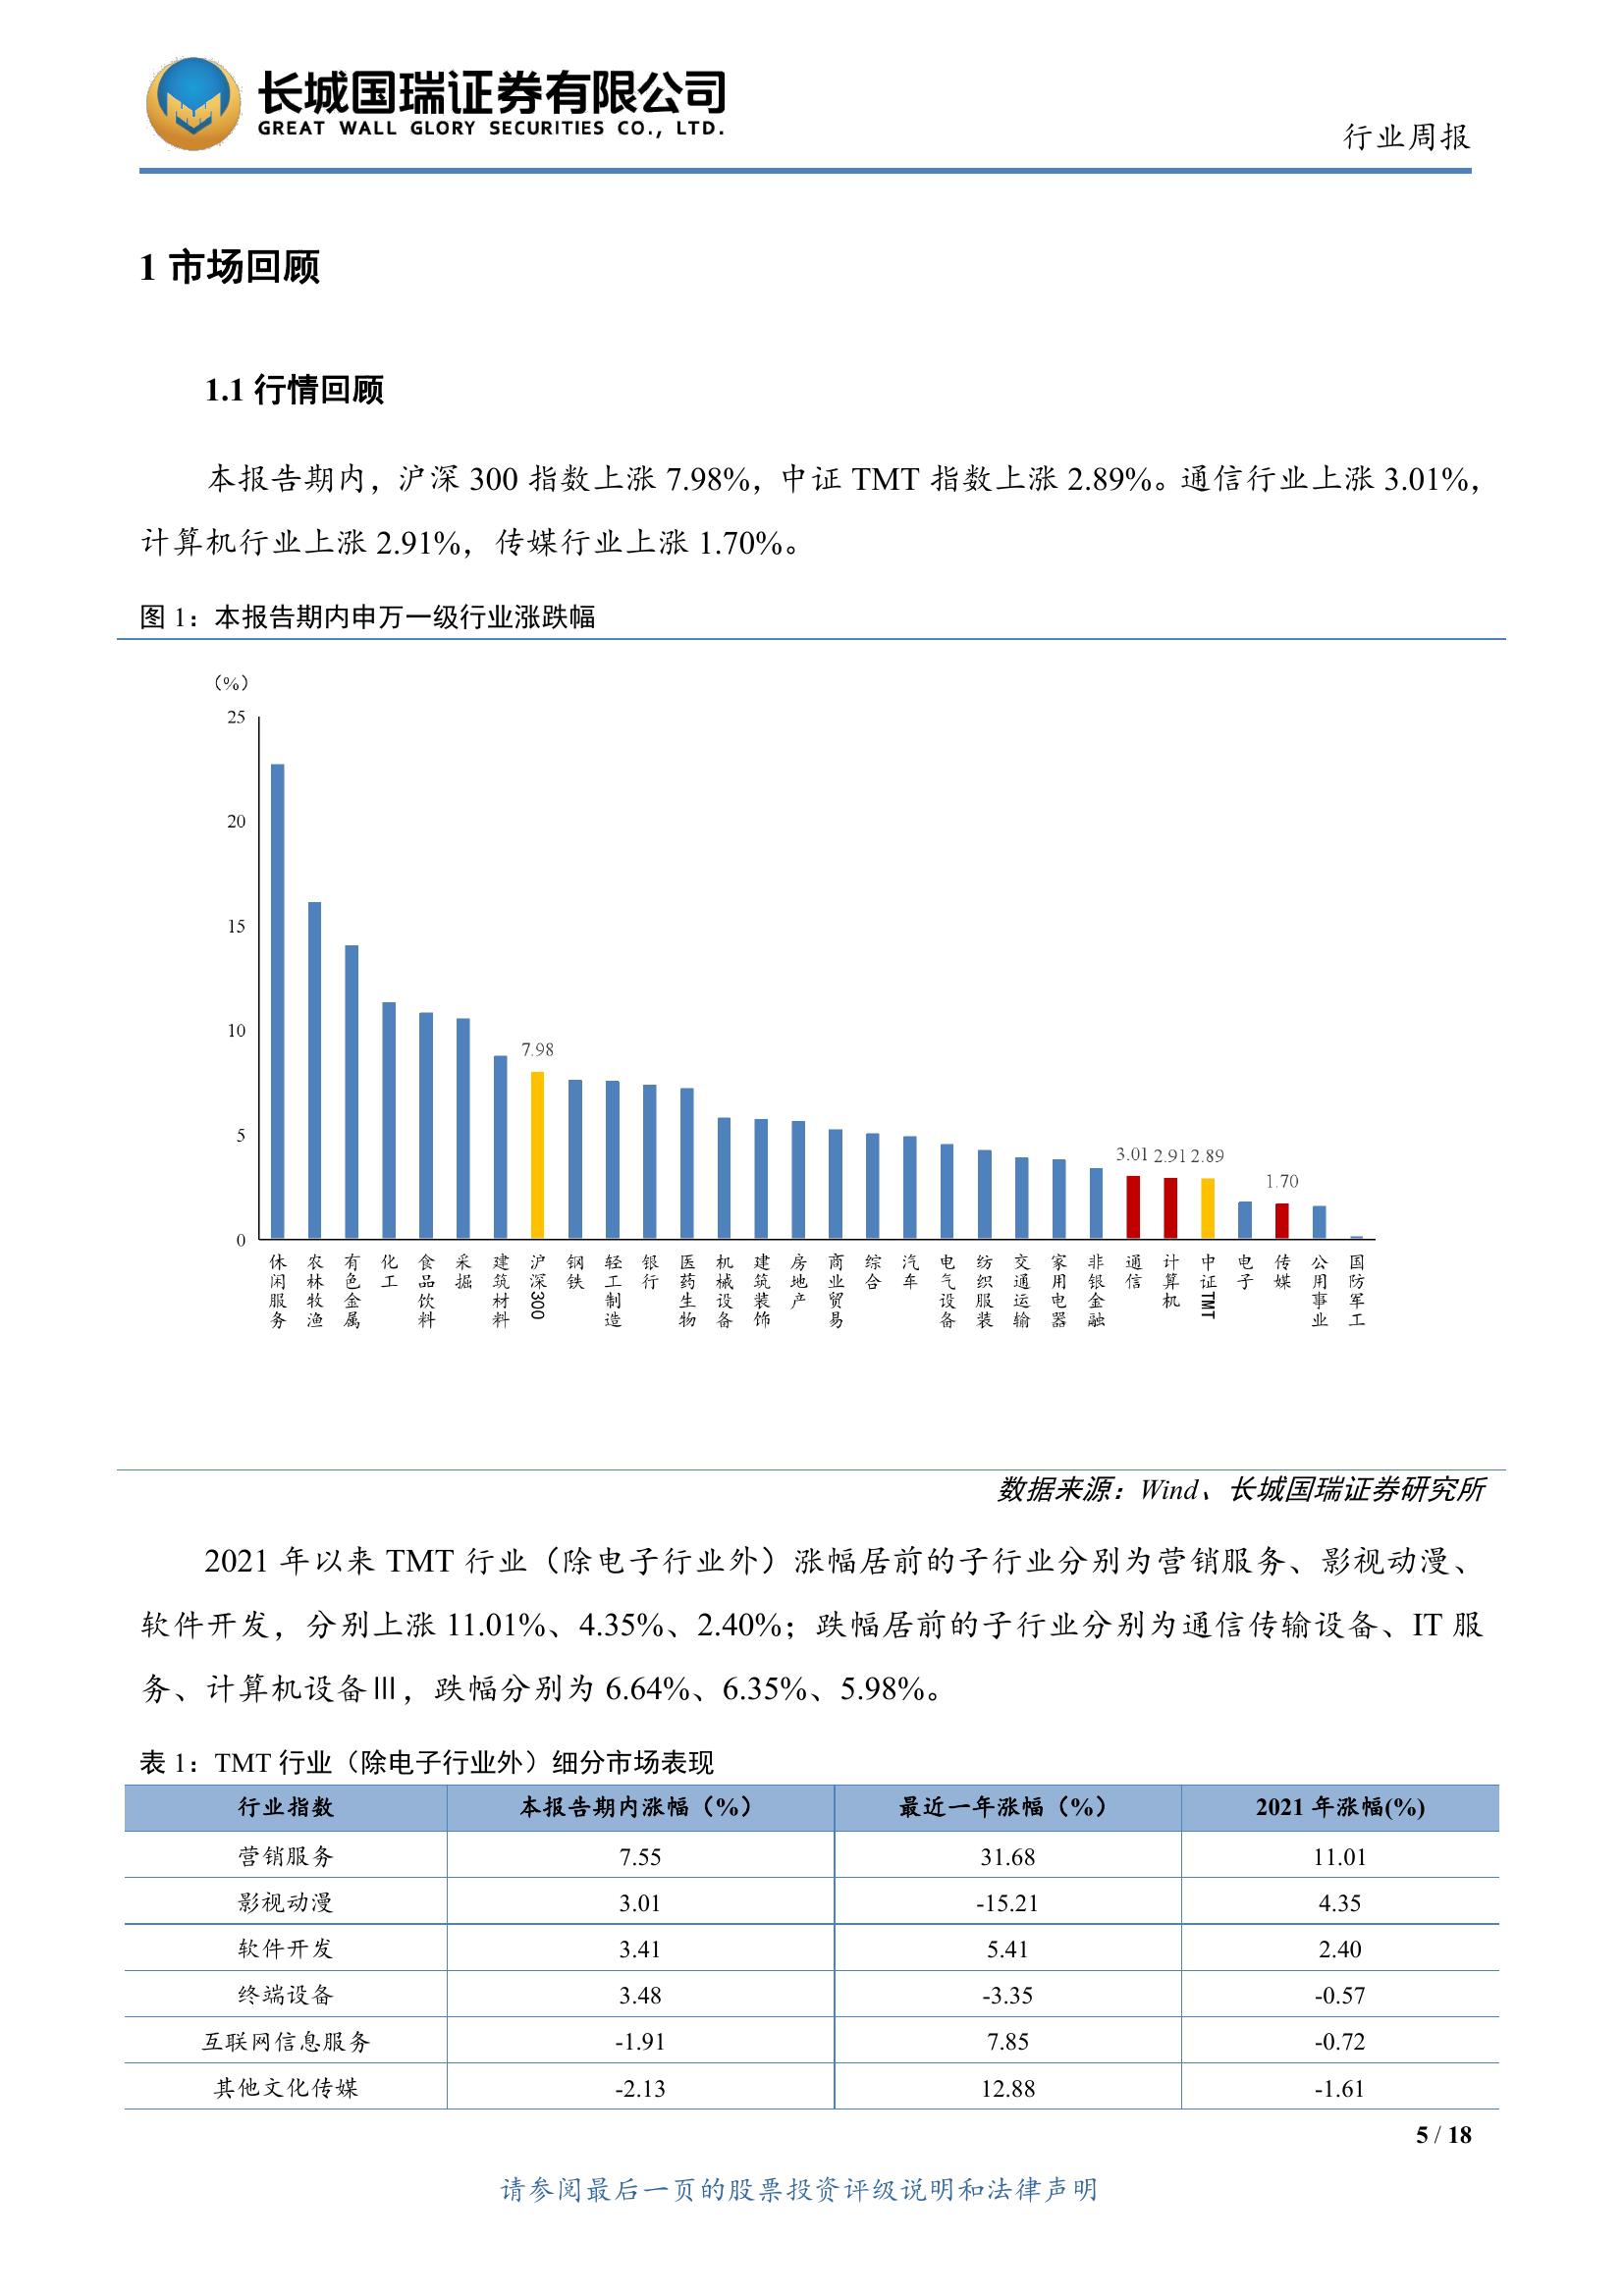 长城国瑞证券有限公司
GREAT WALL GLORY SECURITIES CO., LTD.
行业周报
1 市场回顾
1.1 行情回顾
本报告期内，沪深 300 指数上涨 7.98%，中证 TMT 指数上涨 2.89%。通信行业上涨 3.01%，
计算机行业上涨 2.91%，传媒行业上涨 1.70%。
图 1：本报告期内申万一级行业涨跌幅
（%）
25
20
15
10
5
0
7.98
3.01
2.91
2.89
1.70
休闲服务
农林牧渔
有色金属
化工
食品饮料
采掘
建筑材料
沪深300
钢铁
轻工制造
银行
医药生物
机械设备
建筑装饰
房地产
商业贸易
综合
汽车
电气设备
纺织服装
交通运输
家用电器
非银金融
通信
计算机
中证TMT
电子
传媒
公用事业
国防军工
数据来源：Wind、长城国瑞证券研究所
2021 年以来 TMT 行业（除电子行业外）涨幅居前的子行业分别为营销服务、影视动漫、
软件开发，分别上涨 11.01%、4.35%、2.40%；跌幅居前的子行业分别为通信传输设备、IT 服
务、计算机设备Ⅲ，跌幅分别为 6.64%、6.35%、5.98%。
表 1：TMT 行业（除电子行业外）细分市场表现
行业指数 本报告期内涨幅（%） 最近一年涨幅（%） 2021 年涨幅(%)
营销服务 7.55 31.68 11.01
影视动漫 3.01 -15.21 4.35
软件开发 3.41 5.41 2.40
终端设备 3.48 -3.35 -0.57
互联网信息服务 -1.91 7.85 -0.72
其他文化传媒 -2.13 12.88 -1.61
5 / 18
请参阅最后一页的股票投资评级说明和法律声明